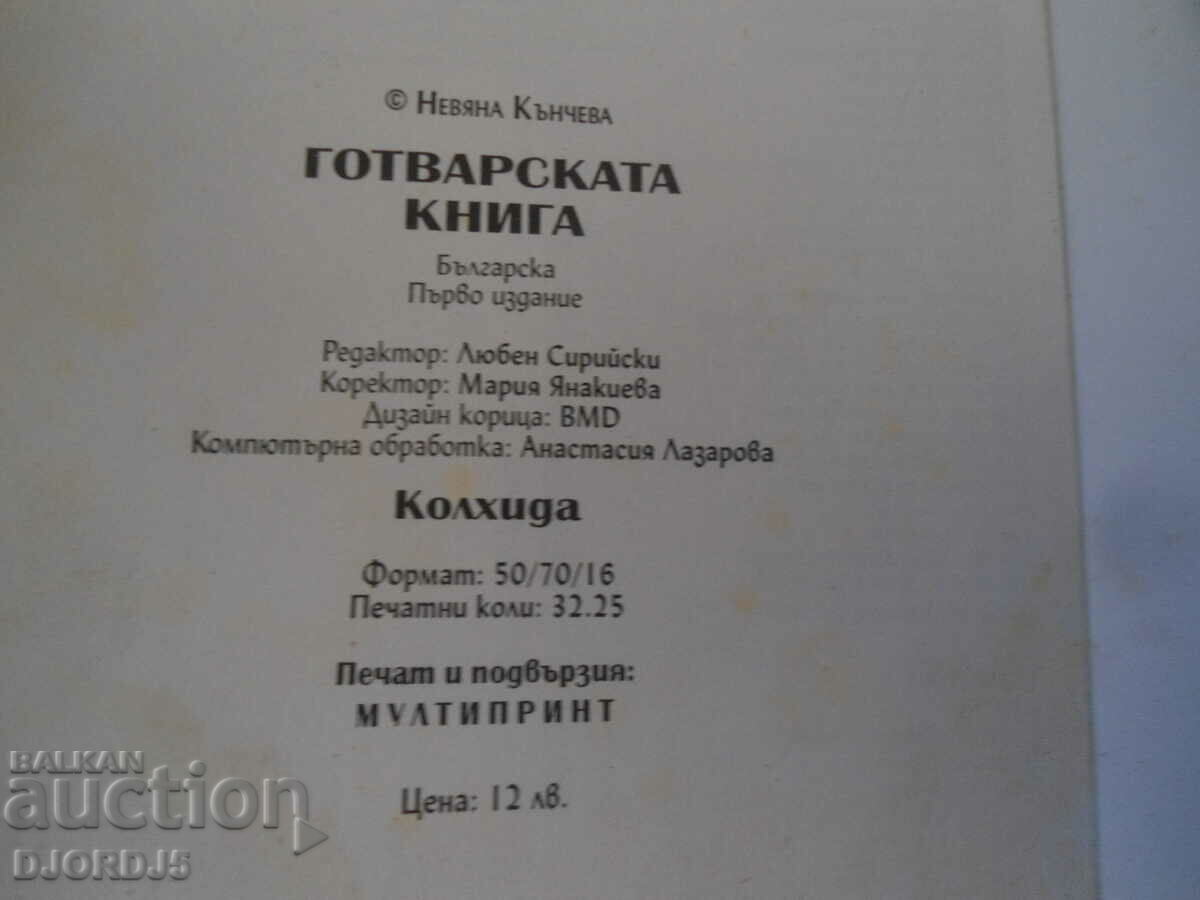 © Невяна Кънчева
ГОТВАРСКАТА
КНИГА
Българска
Първо издание
Редактор: Любен Сирийски
Коректор: Мария Янакиева
Дизайн корица: BMD
Компютърна обработка: Анастасия Лазарова
Колхида
Формат: 50/70/16
Печатни коли: 32.25
Печат и подвързия:
МУЛТИПРИНТ
Цена: 12 лв.
BALKAN
auction
DJORDJ5